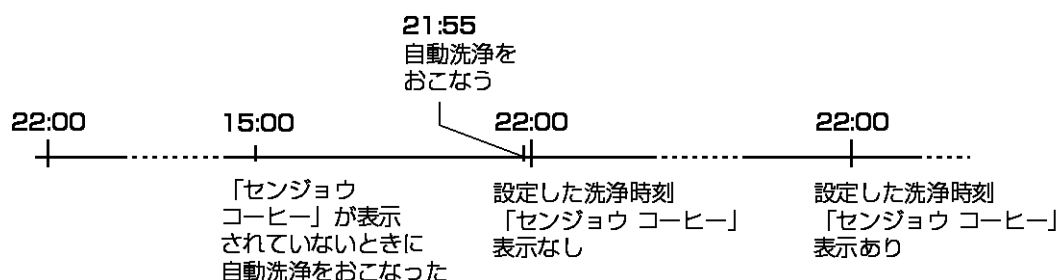 21:55
自動洗浄を
おこなう
22:00
15:00
22:00
22:00
「センジョウ
コーヒー」が表示
されていないときに
自動洗浄をおこなった
設定した洗浄時刻
「センジョウ コーヒー」
表示なし
設定した洗浄時刻
「センジョウ コーヒー」
表示あり